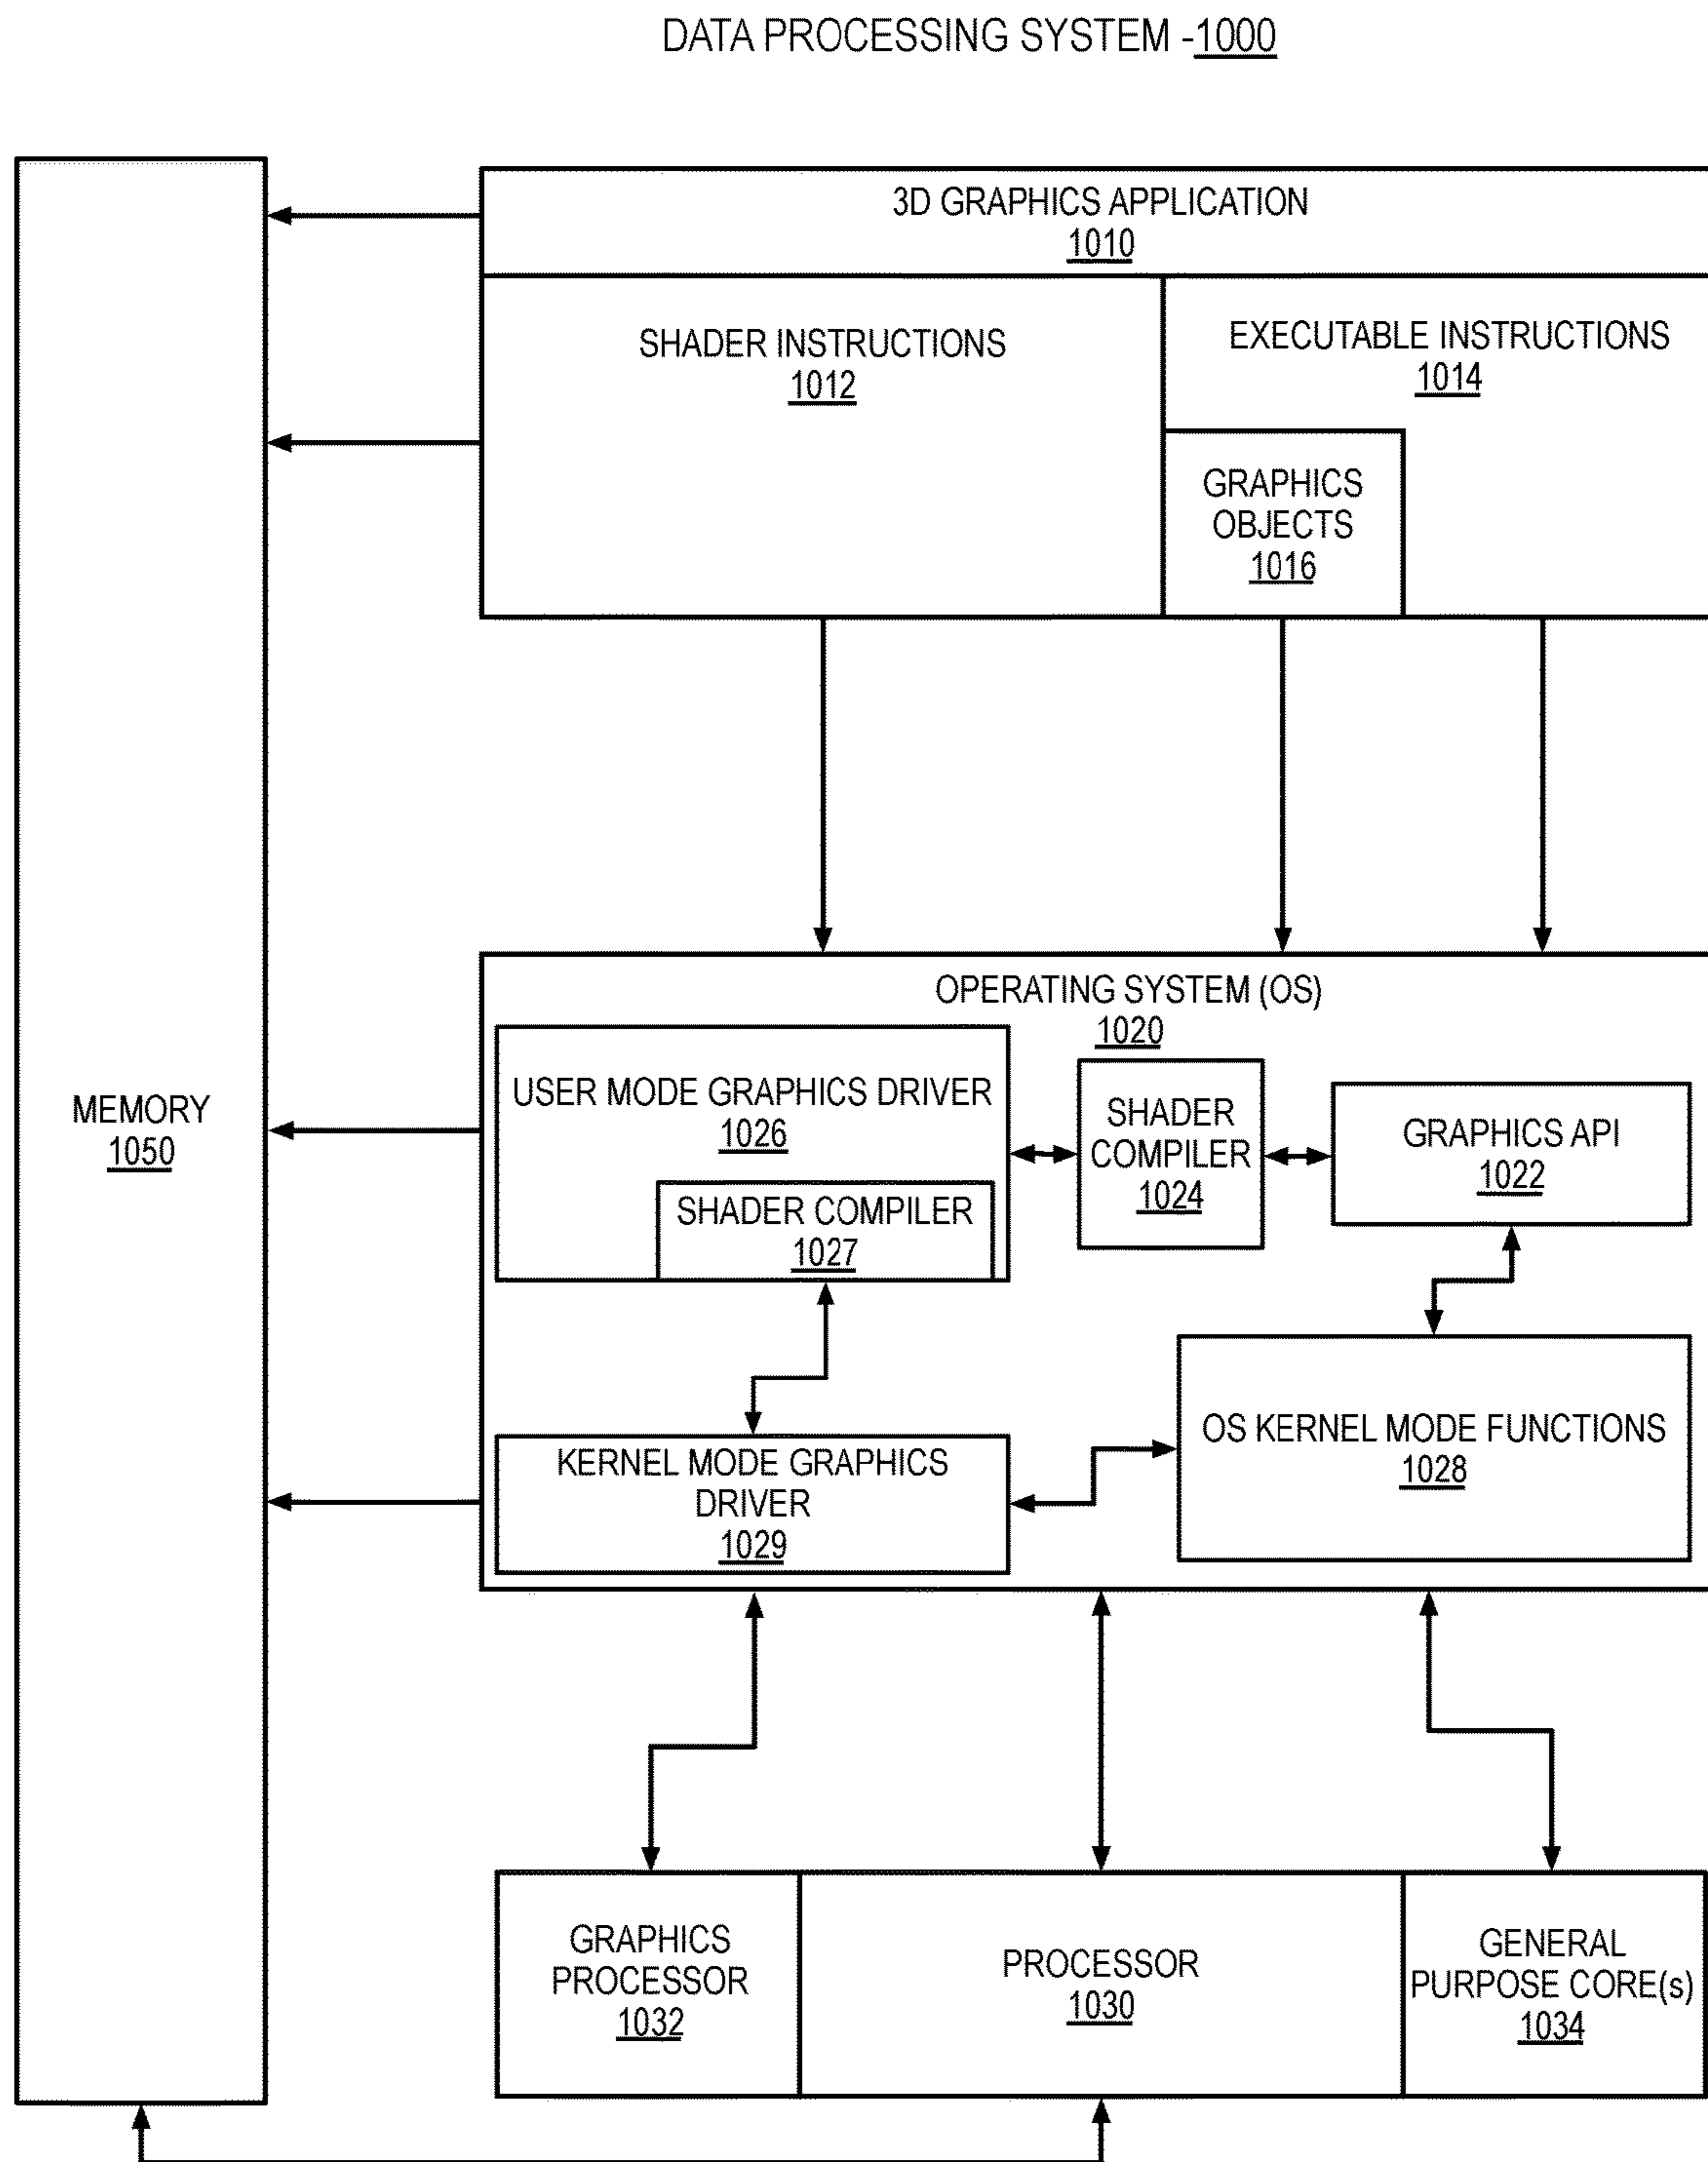 DATA PROCESSING SYSTEM -1000
3D GRAPHICS APPLICATION
1010
SHADER INSTRUCTIONS
1012
EXECUTABLE INSTRUCTIONS
1014
GRAPHICS
OBJECTS
1016
MEMORY
1050
OPERATING SYSTEM (OS)
1020
USER MODE GRAPHICS DRIVER
1026
SHADER COMPILER
1027
SHADER
COMPILER
1024
GRAPHICS API
1022
KERNEL MODE GRAPHICS
DRIVER
1029
OS KERNEL MODE FUNCTIONS
1028
GRAPHICS
PROCESSOR
1032
PROCESSOR
1030
GENERAL
PURPOSE CORE(s)
1034